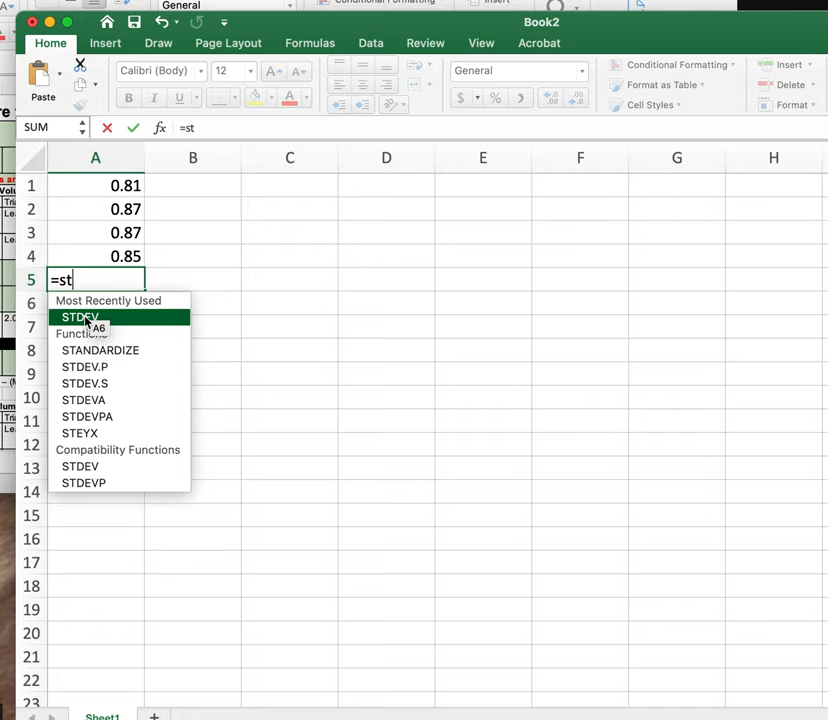 General
Conditional Formatting
Insert
Book2
Home Insert Draw Page Layout Formulas Data Review View Acrobat
Paste
Calibri (Body) 12 A A
B I U A
General
$ % ,
Conditional Formatting
Format as Table
Cell Styles
Insert
Delete
Format
SUM fx =st
A B C D E F G H
1 0.81
2 0.87
3 0.87
4 0.85
5 =st
6 Most Recently Used
STDEV
A6
7 Functions
8 STANDARDIZE
STDEV.P
9 STDEV.S
10 STDEVA
11 STDEVPA
STEYX
12 Compatibility Functions
13 STDEV
14 STDEVP
15
16
17
18
19
20
21
22
23
Sheet1 +